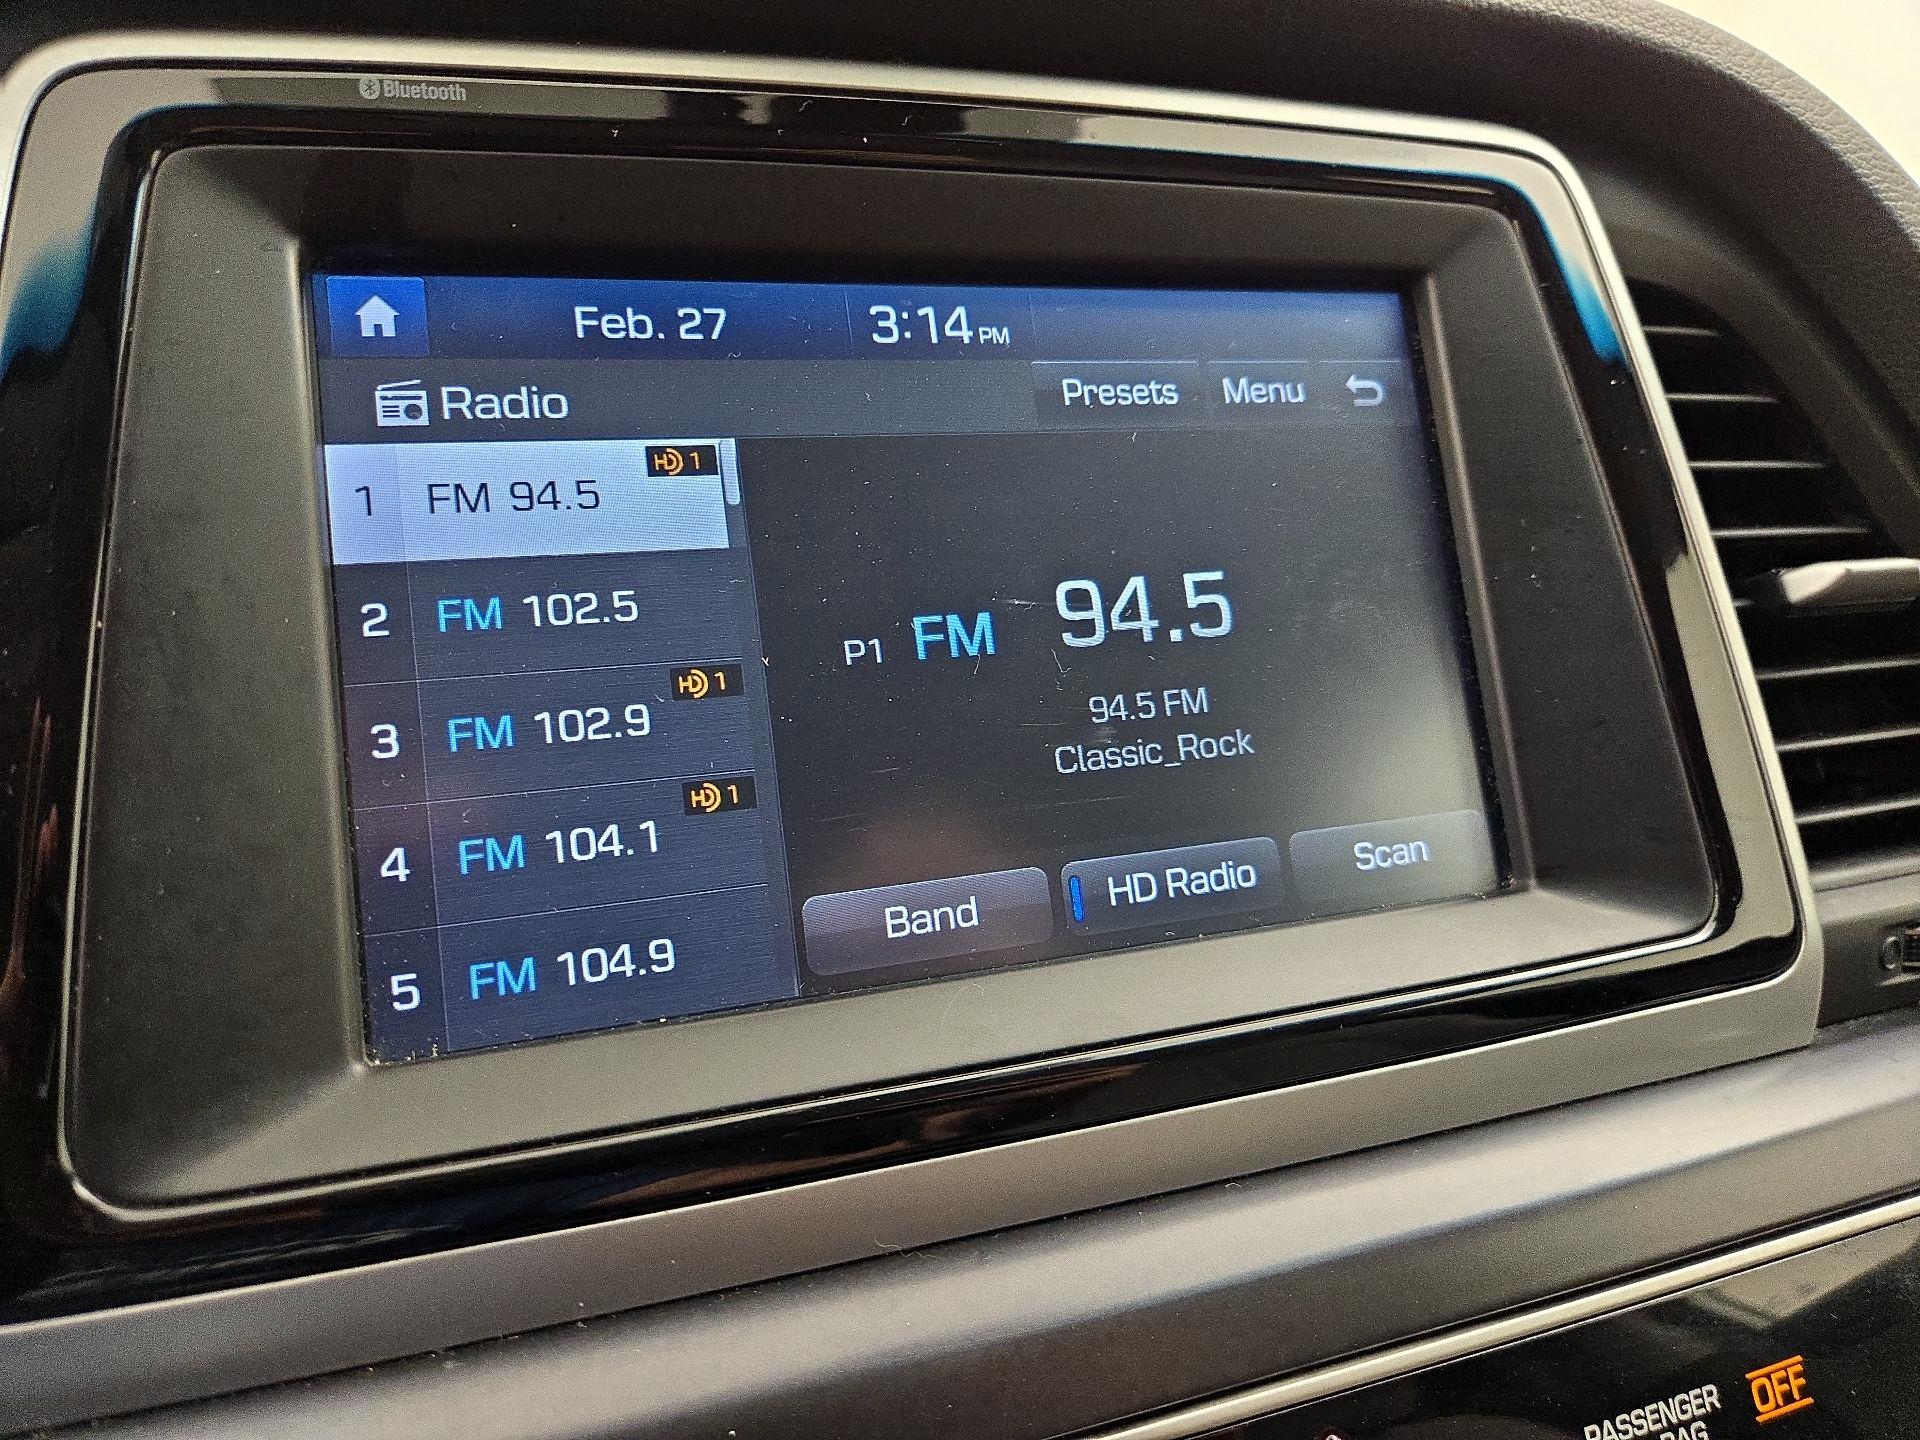 Bluetooth
Feb. 27 3:14 PM
Radio Presets Menu
1 FM 94.5 HD 1
2 FM 102.5
3 FM 102.9 HD 1
4 FM 104.1 HD 1
5 FM 104.9
P1 FM 94.5
94.5 FM
Classic_Rock
Band HD Radio Scan
PASSENGER OFF
BAG